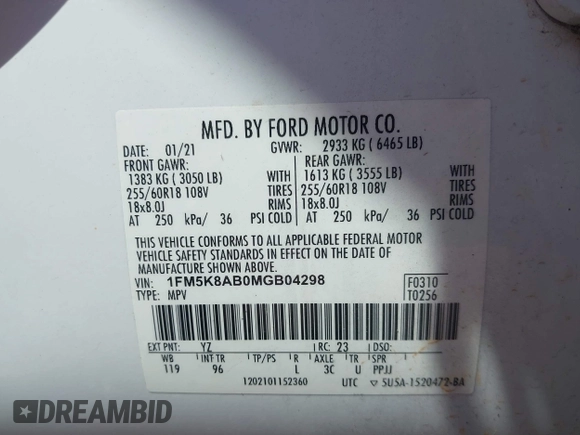 MFD. BY FORD MOTOR CO.
DATE: 01/21 GVWR: 2933 KG ( 6465 LB)
FRONT GAWR: REAR GAWR:
1383 KG ( 3050 LB) WITH 1613 KG ( 3555 LB) WITH
255/60R18 108V TIRES 255/60R18 108V TIRES
18x8.0J RIMS 18x8.0J RIMS
AT 250 kPa/ 36 PSI COLD AT 250 kPa/ 36 PSI COLD
THIS VEHICLE CONFORMS TO ALL APPLICABLE FEDERAL MOTOR
VEHICLE SAFETY STANDARDS IN EFFECT ON THE DATE OF
MANUFACTURE SHOWN ABOVE.
VIN: 1FM5K8AB0MGB04298 F0310
TYPE: MPV T0256
EXT PNT: YZ RC: 23 DSO:
WB INT TR TP/PS R AXLE TR SPR
119 96 L 3C U PPJJ
1202101152360 UTC ▽ 5U5A-1520472-BA
DREAMBID